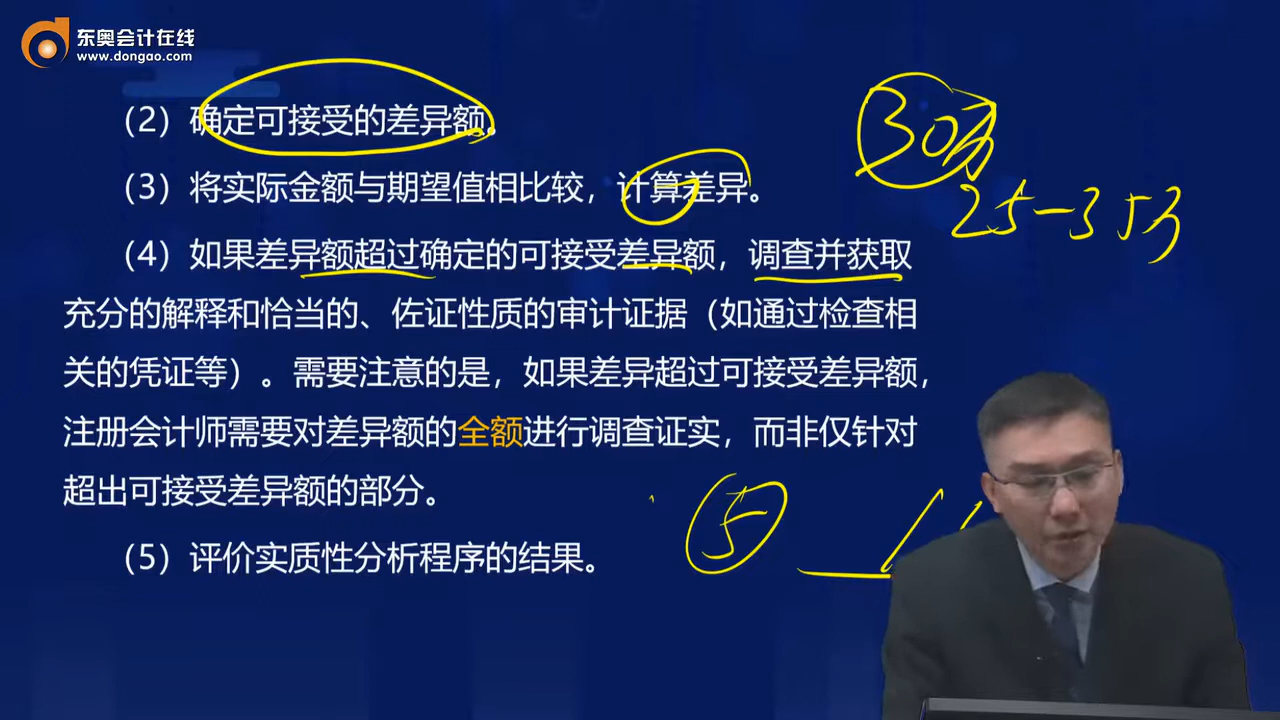 东奥会计在线
www.dongao.com
（2）确定可接受的差异额。
（3）将实际金额与期望值相比较，计算差异。
（4）如果差异额超过确定的可接受差异额，调查并获取
充分的解释和恰当的、佐证性质的审计证据（如通过检查相
关的凭证等）。需要注意的是，如果差异超过可接受差异额，
注册会计师需要对差异额的全额进行调查证实，而非仅针对
超出可接受差异额的部分。
（5）评价实质性分析程序的结果。
30万
25-35万
5